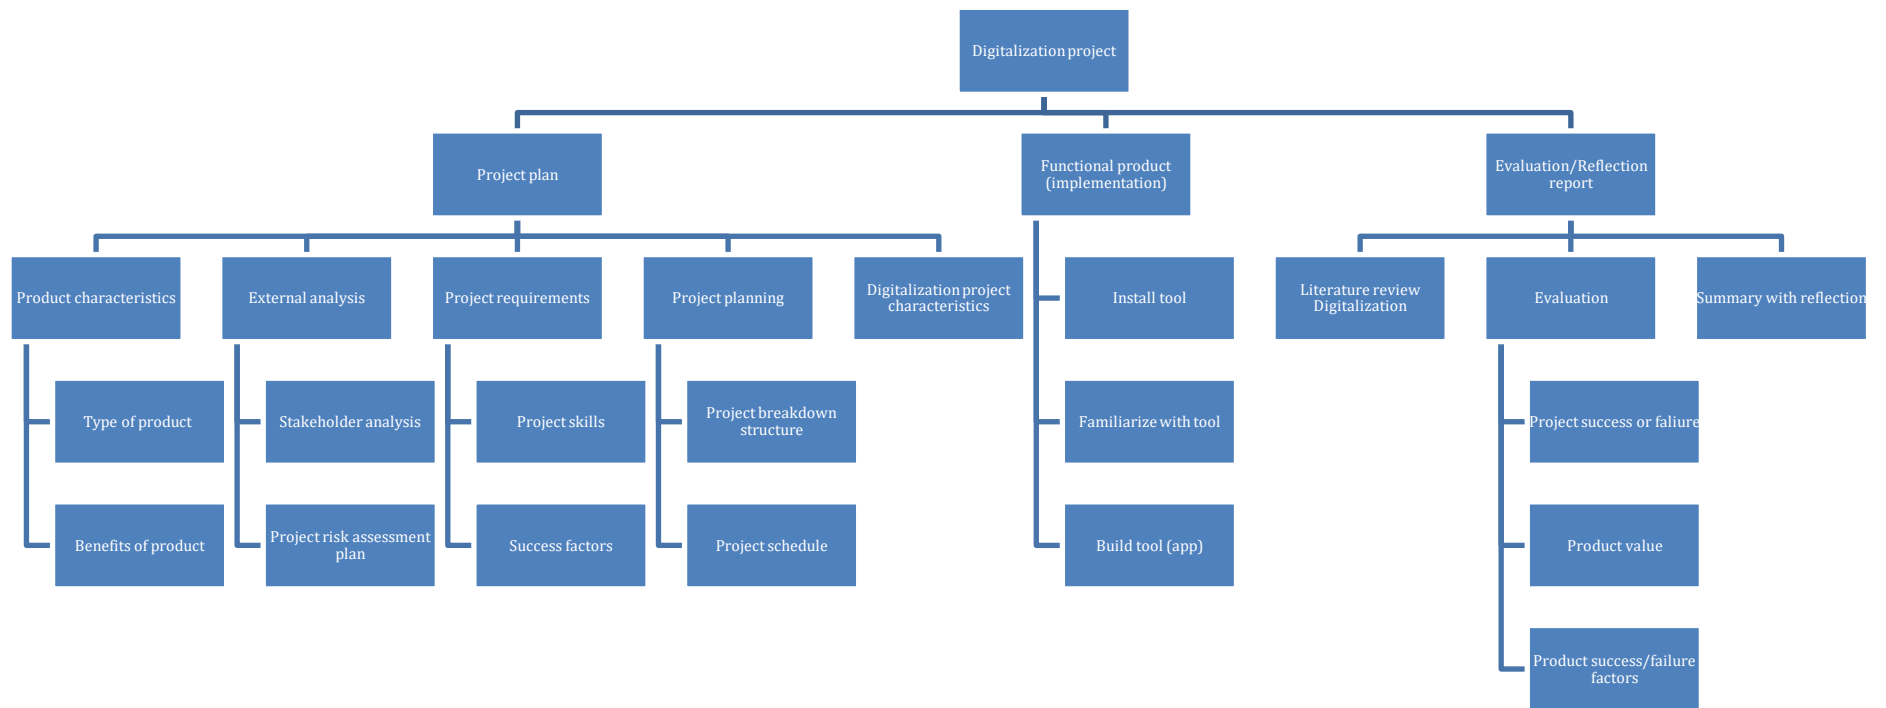 Digitalization project
Project plan
Functional product
(implementation)
Evaluation/Reflection
report
Product characteristics
External analysis
Project requirements
Project planning
Digitalization project
characteristics
Install tool
Literature review
Digitalization
Evaluation
Summary with reflection
Type of product
Stakeholder analysis
Project skills
Project breakdown
structure
Familiarize with tool
Project success or faliure
Benefits of product
Project risk assessment
plan
Success factors
Project schedule
Build tool (app)
Product value
Product success/failure
factors